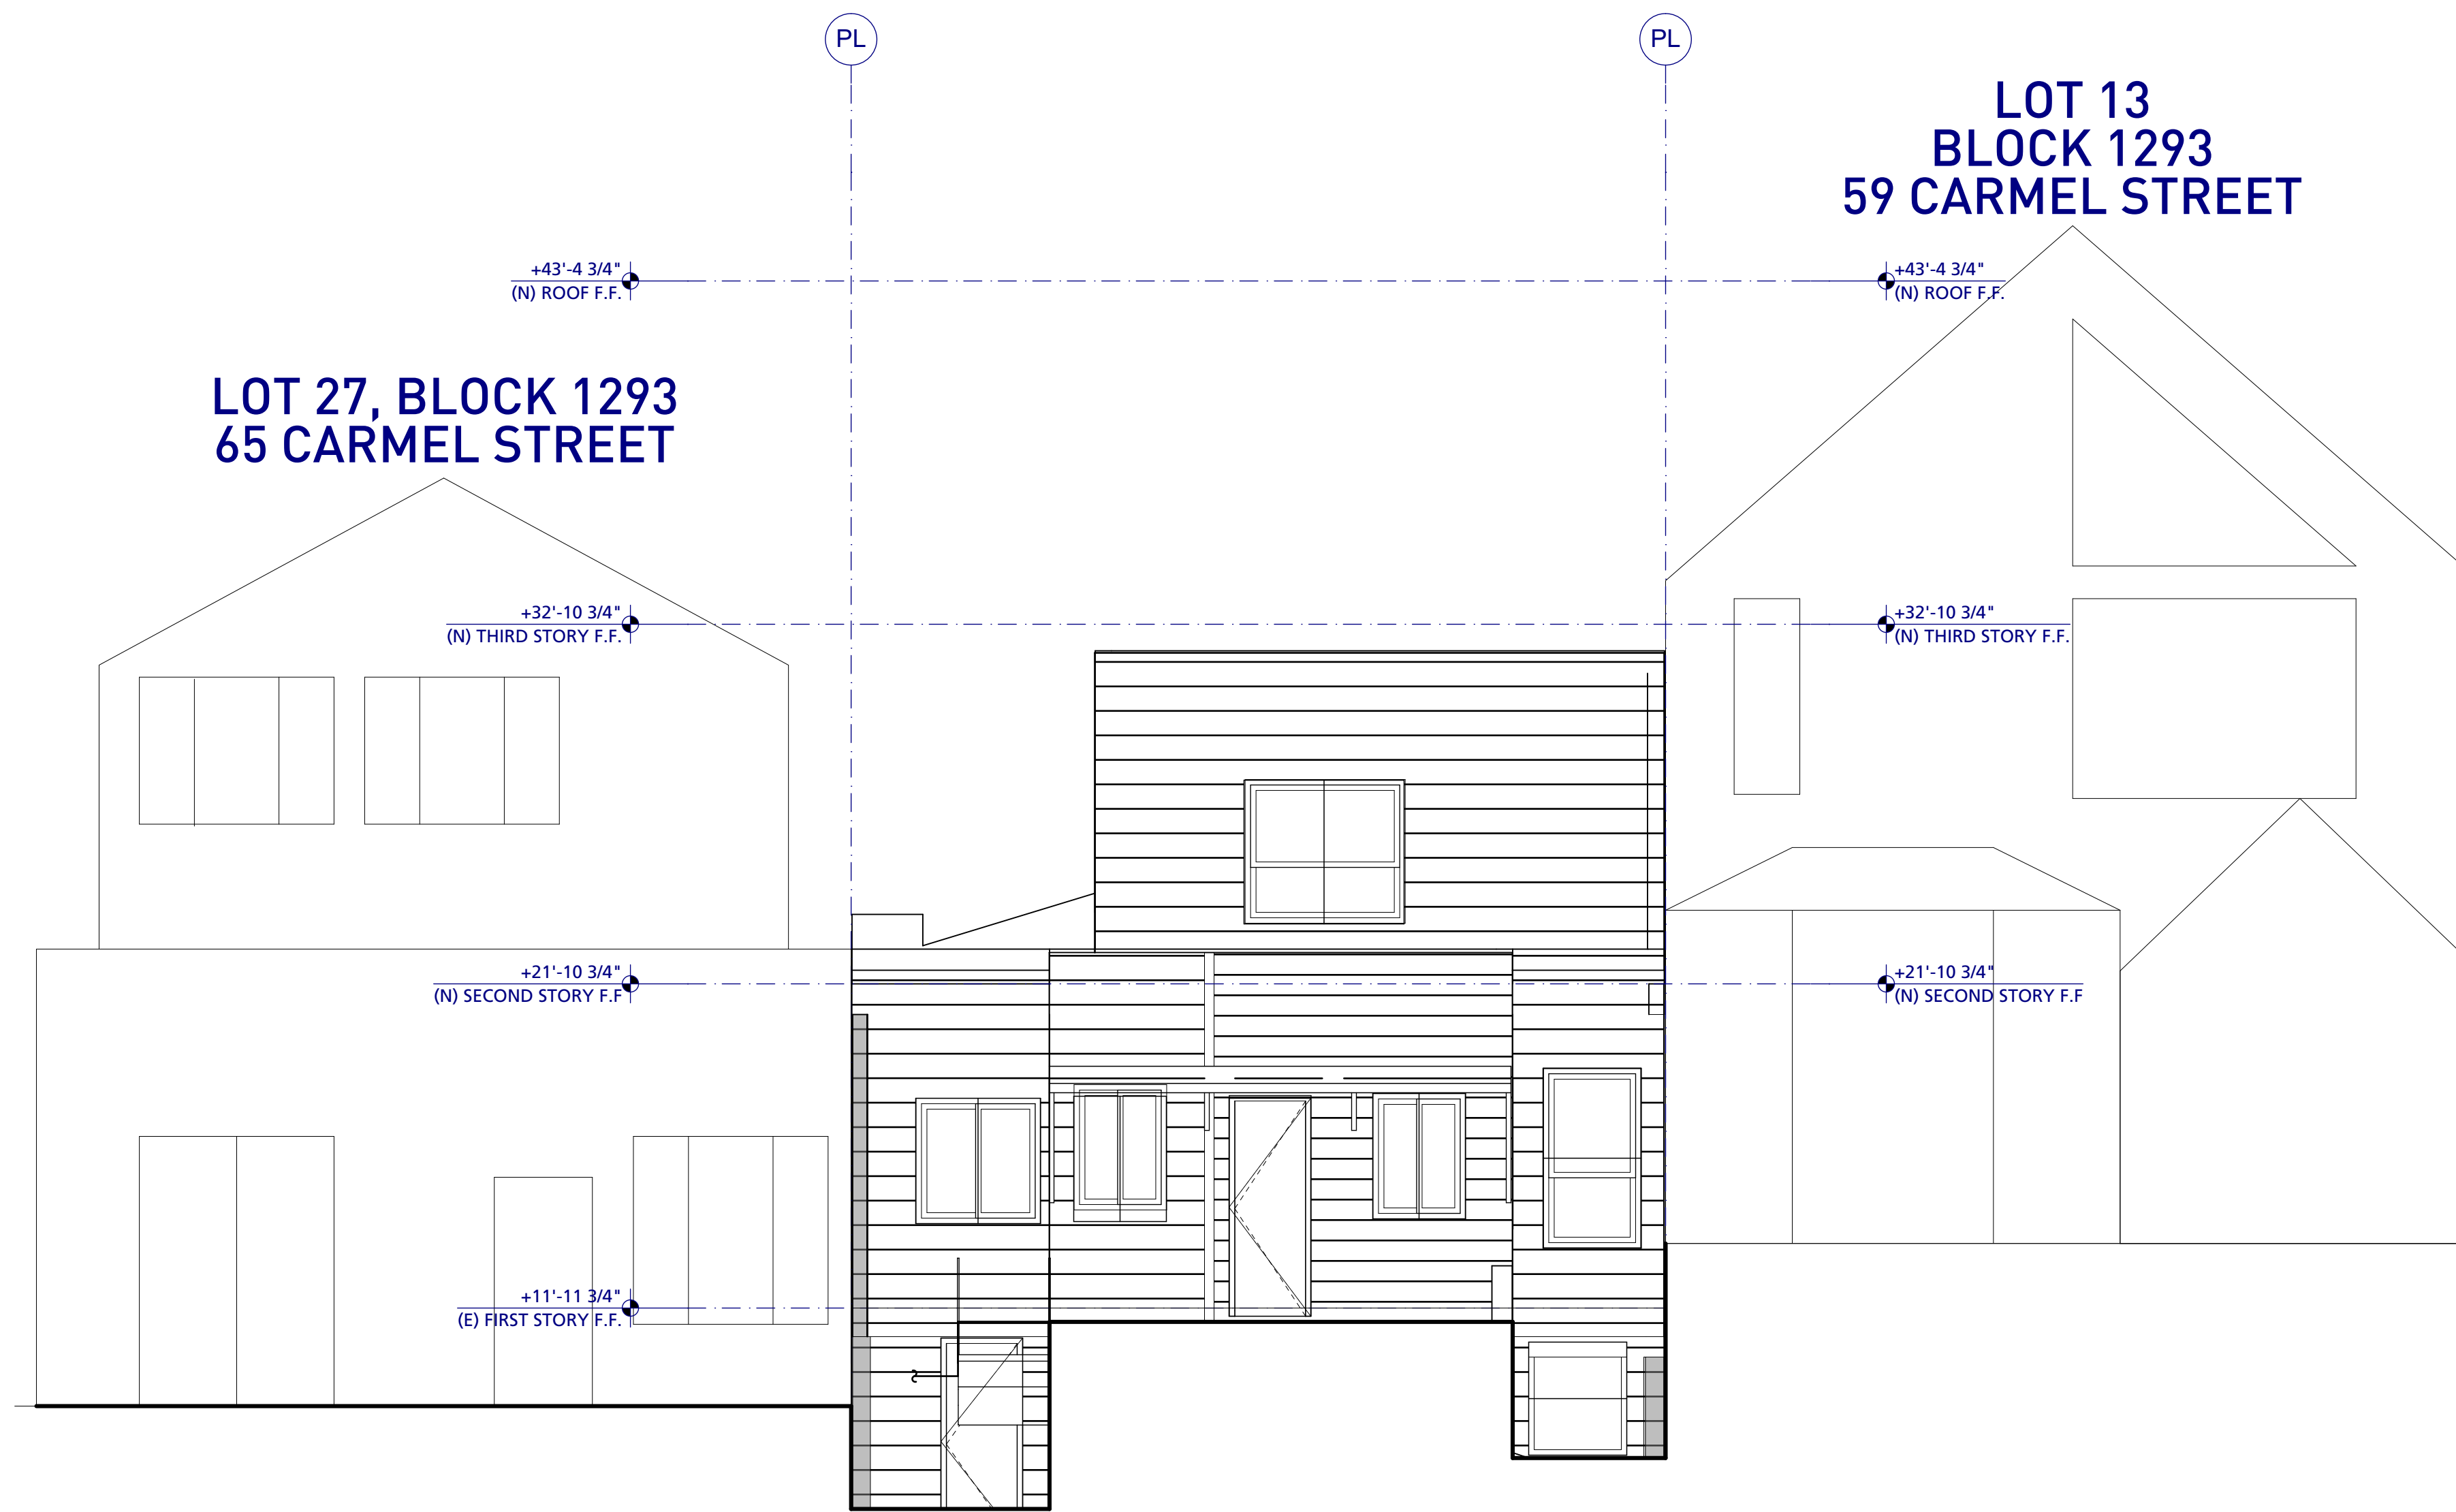 PL
PL
LOT 13
BLOCK 1293
59 CARMEL STREET
+43'-4 3/4"
(N) ROOF F.F.
+43'-4 3/4"
(N) ROOF F.F.
LOT 27, BLOCK 1293
65 CARMEL STREET
+32'-10 3/4"
(N) THIRD STORY F.F.
+32'-10 3/4"
(N) THIRD STORY F.F.
+21'-10 3/4"
(N) SECOND STORY F.F
+21'-10 3/4"
(N) SECOND STORY F.F
+11'-11 3/4"
(E) FIRST STORY F.F.